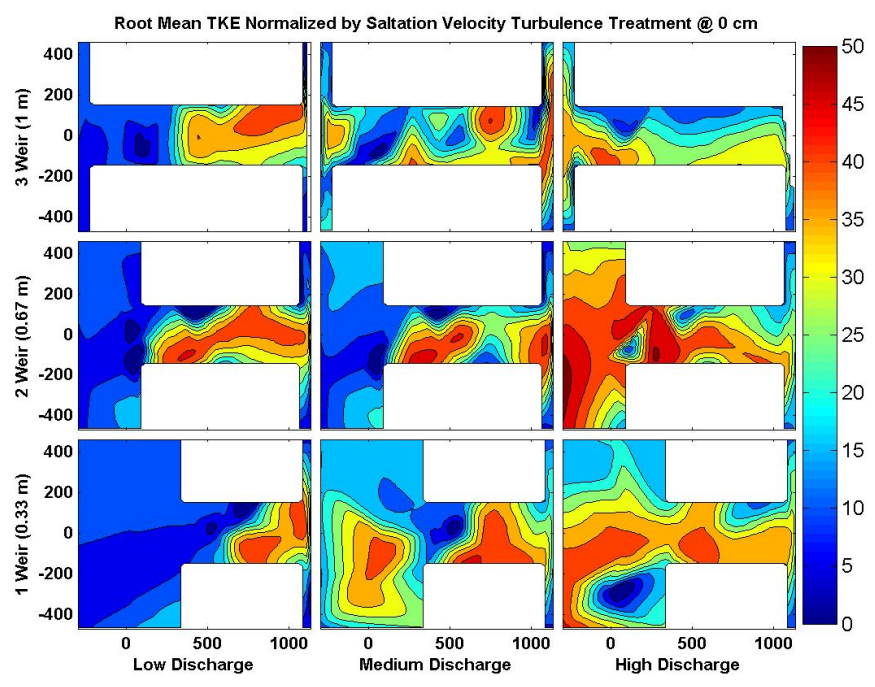 Root Mean TKE Normalized by Saltation Velocity Turbulence Treatment @ 0 cm
3 Weir (1 m)
400
200
0
-200
-400
2 Weir (0.67 m)
400
200
0
-200
-400
1 Weir (0.33 m)
400
200
0
-200
-400
0 500 1000
0 500 1000
0 500 1000
Low Discharge
Medium Discharge
High Discharge
50
45
40
35
30
25
20
15
10
5
0